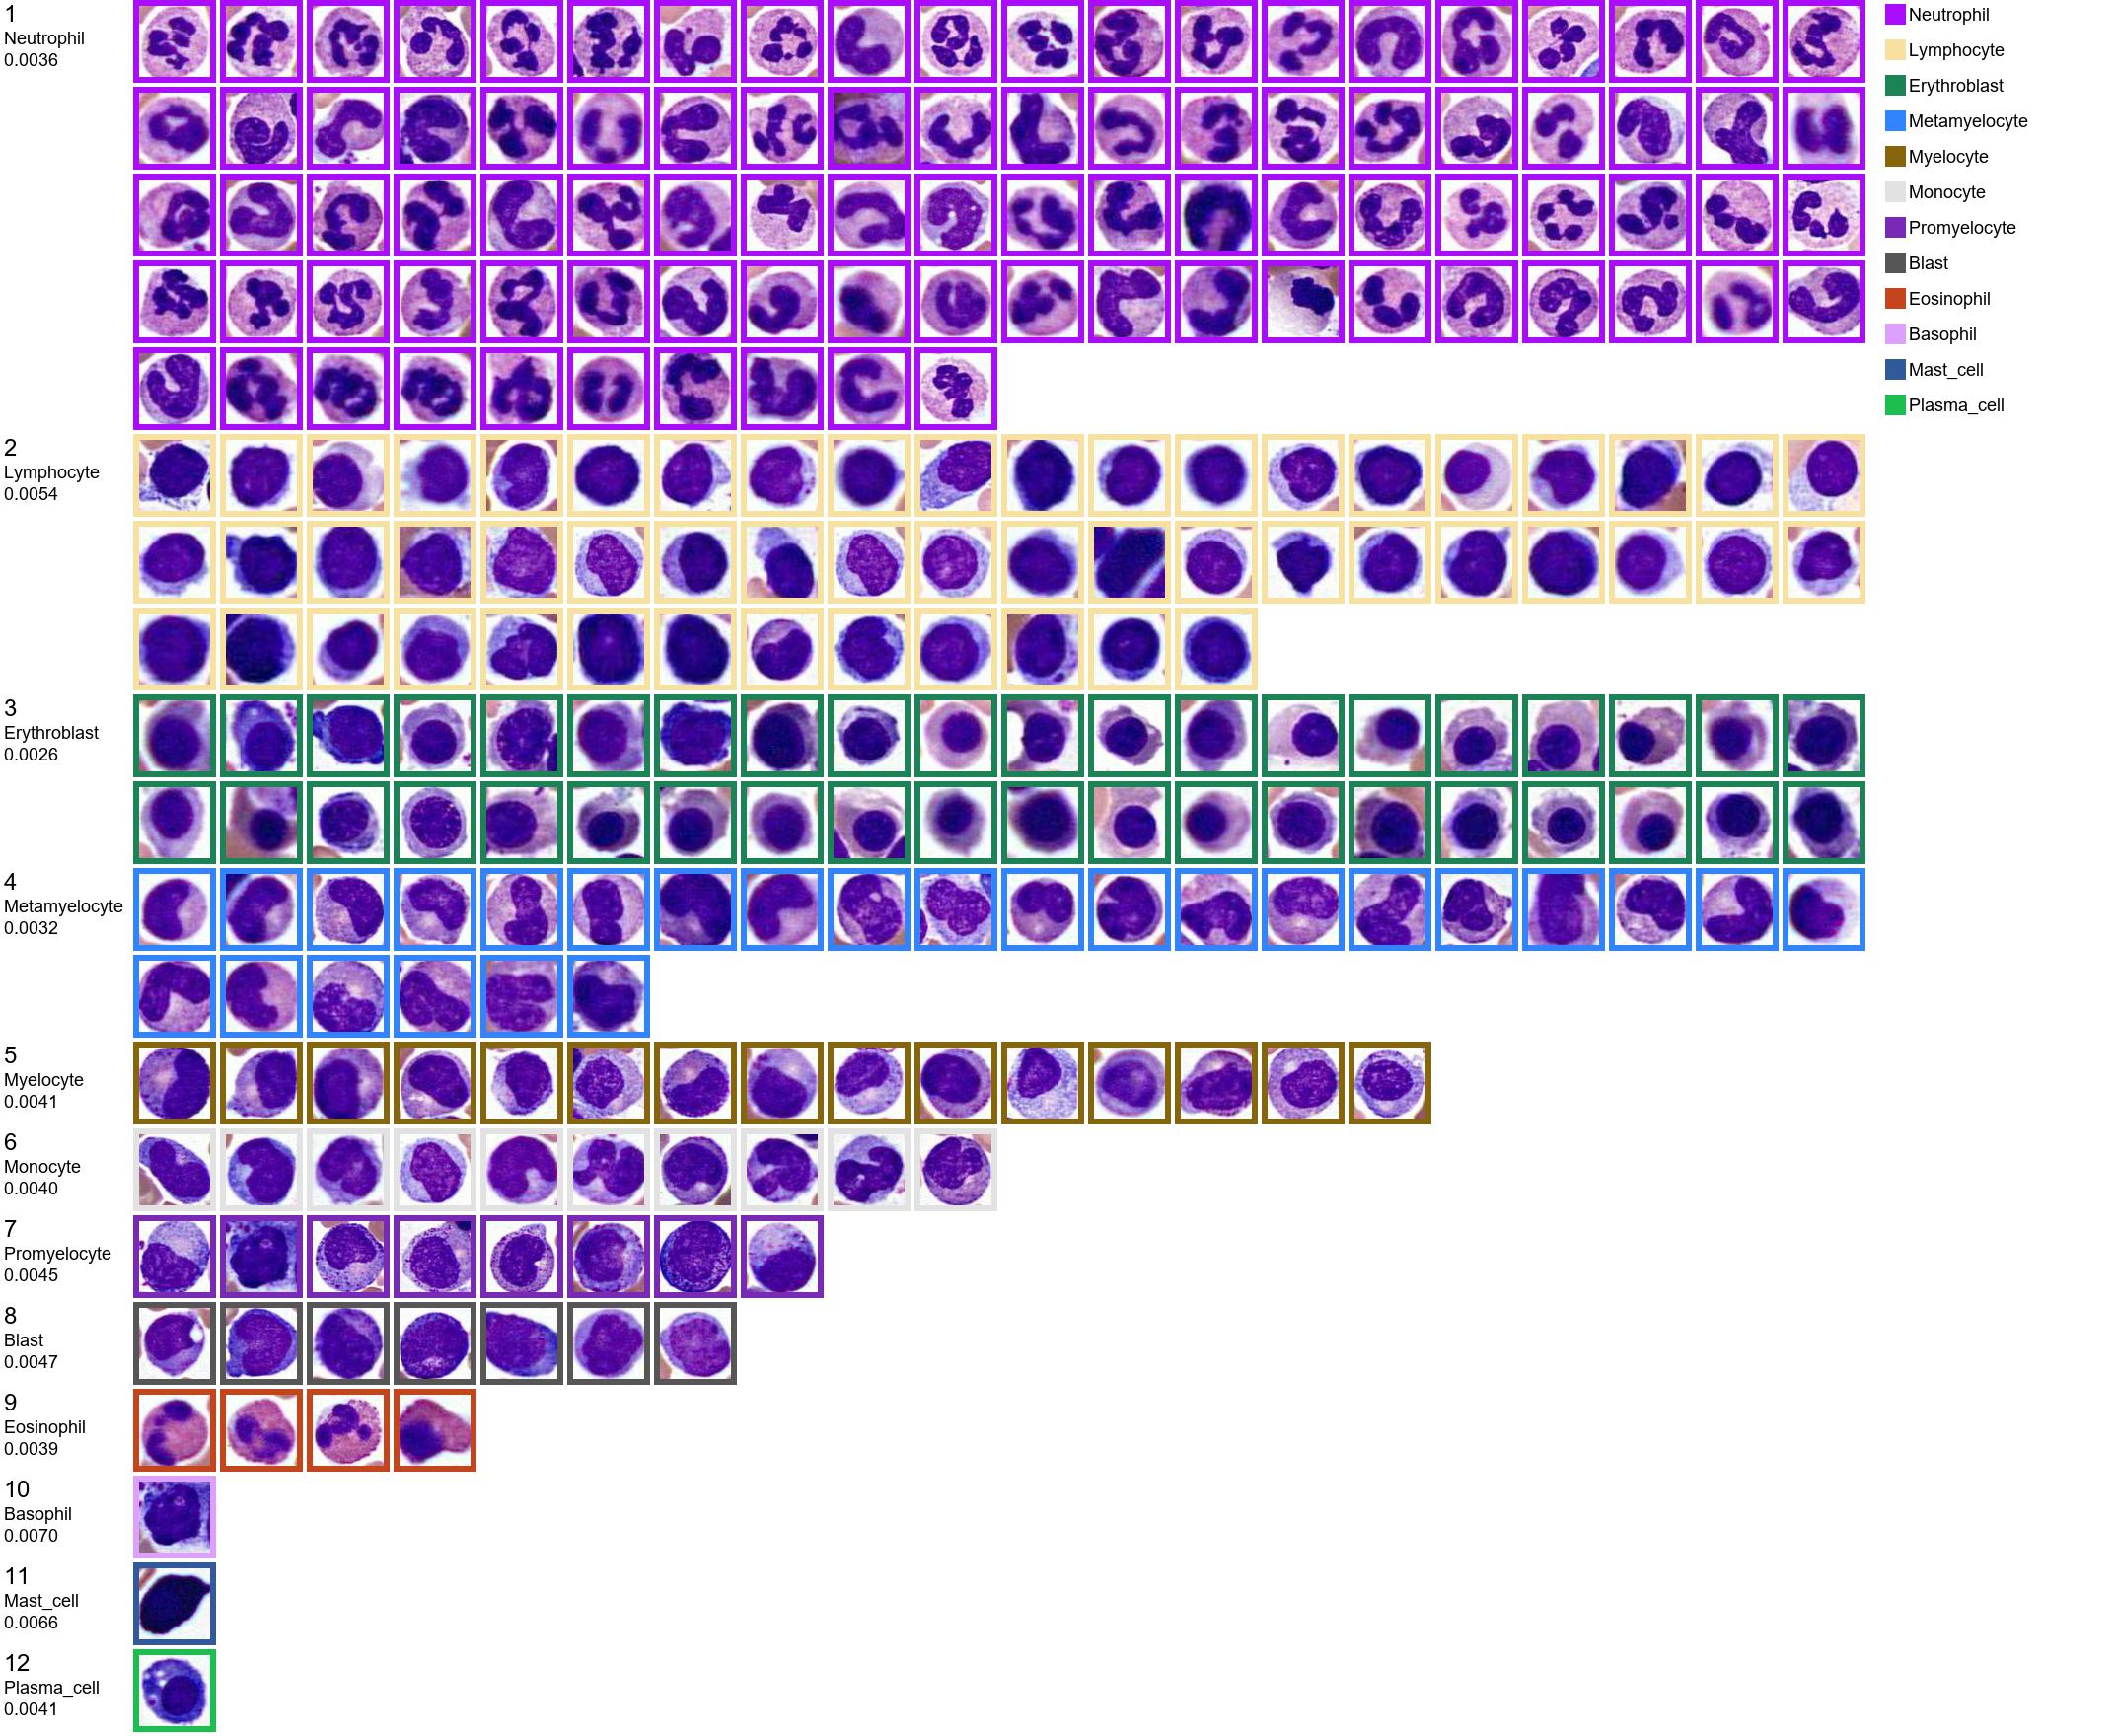 1
Neutrophil
0.0036
2
Lymphocyte
0.0054
3
Erythroblast
0.0026
4
Metamyelocyte
0.0032
5
Myelocyte
0.0041
6
Monocyte
0.0040
7
Promyelocyte
0.0045
8
Blast
0.0047
9
Eosinophil
0.0039
10
Basophil
0.0070
11
Mast_cell
0.0066
12
Plasma_cell
0.0041
Neutrophil
Lymphocyte
Erythroblast
Metamyelocyte
Myelocyte
Monocyte
Promyelocyte
Blast
Eosinophil
Basophil
Mast_cell
Plasma_cell